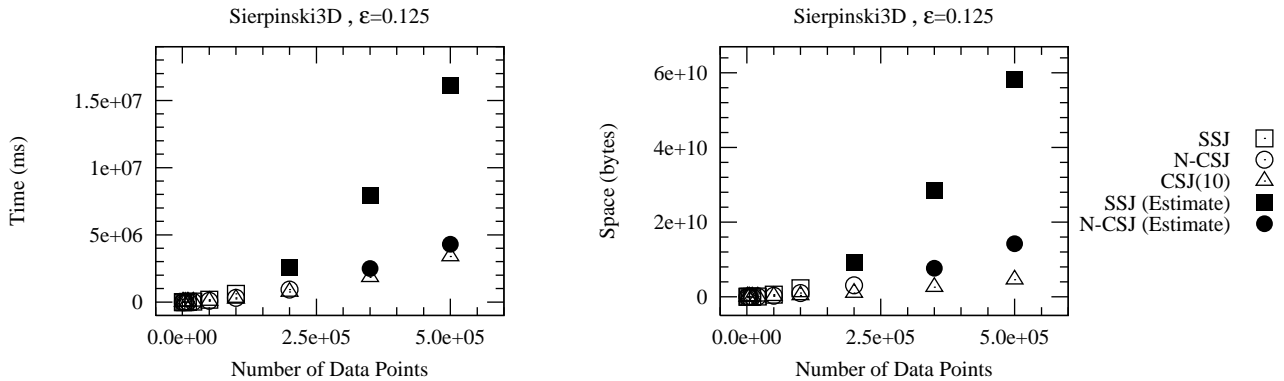 Sierpinski3D , ε=0.125
1.5e+07
1e+07
5e+06
0
Time (ms)
0.0e+00 2.5e+05 5.0e+05
Number of Data Points
Sierpinski3D , ε=0.125
6e+10
4e+10
2e+10
0
Space (bytes)
0.0e+00 2.5e+05 5.0e+05
Number of Data Points
SSJ
N-CSJ
CSJ(10)
SSJ (Estimate)
N-CSJ (Estimate)